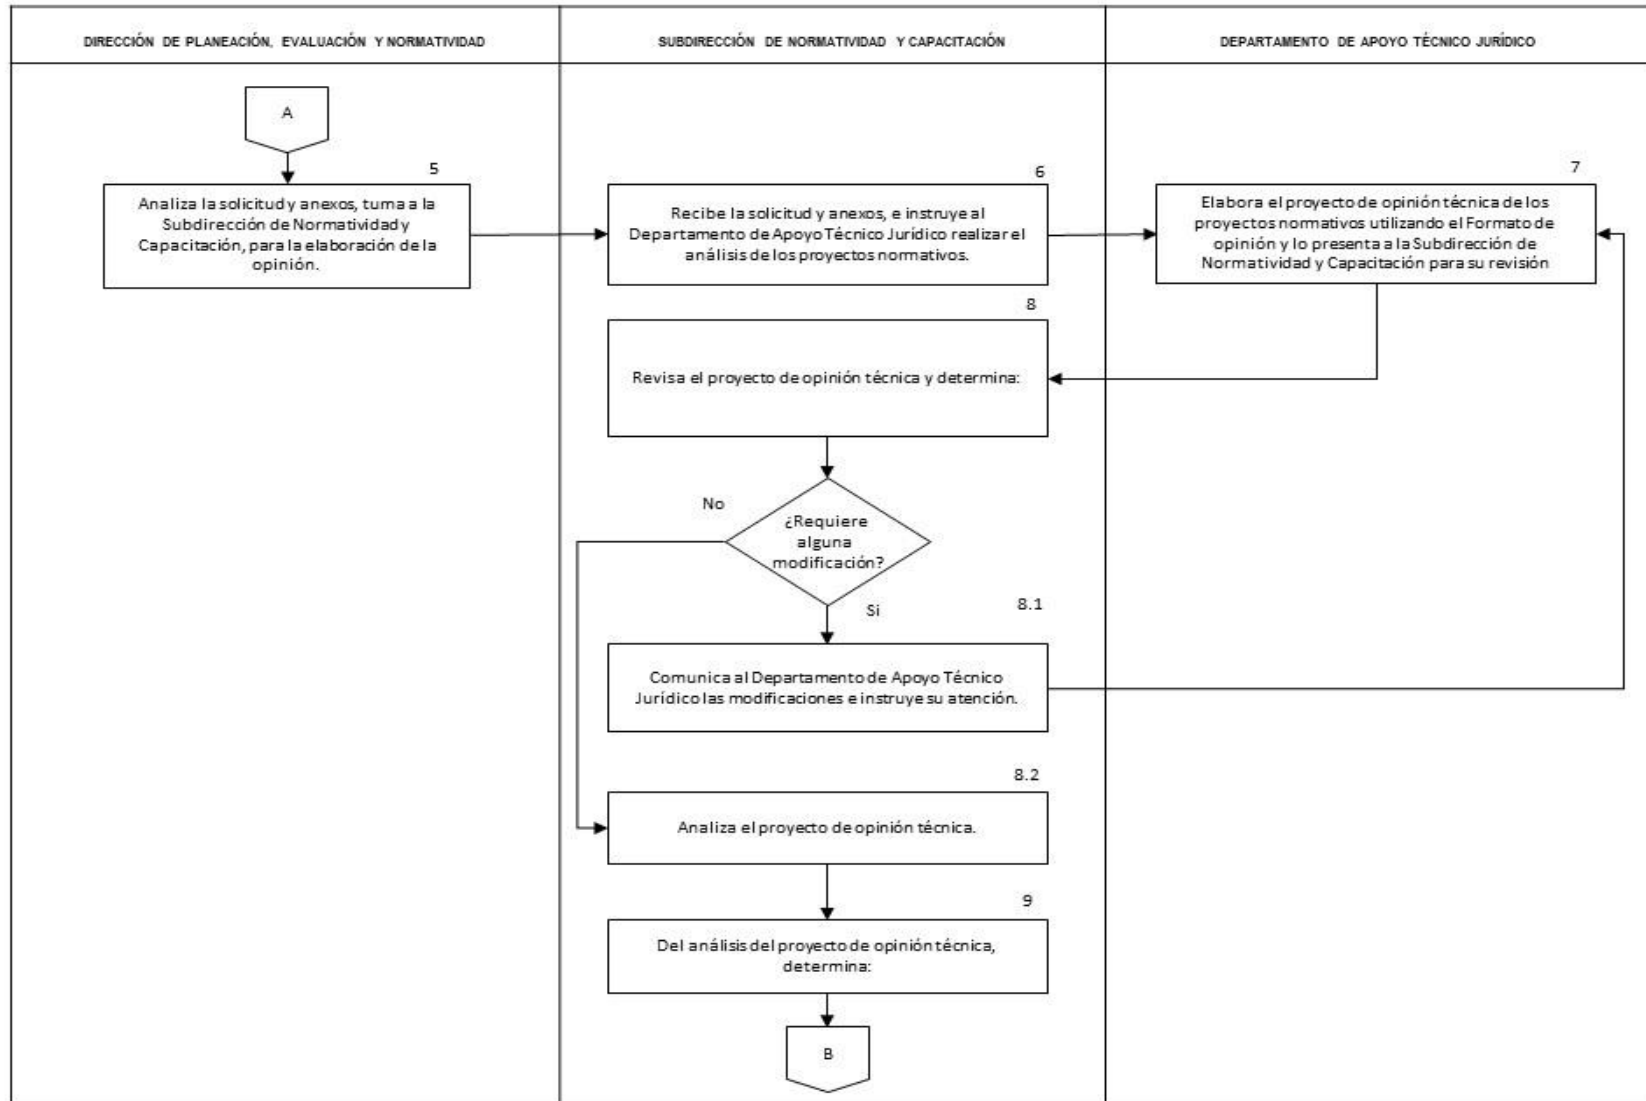 DIRECCIÓN DE PLANEACIÓN, EVALUACIÓN Y NORMATIVIDAD
SUBDIRECCIÓN DE NORMATIVIDAD Y CAPACITACIÓN
DEPARTAMENTO DE APOYO TÉCNICO JURÍDICO
A
5
Analiza la solicitud y anexos, turna a la
Subdirección de Normatividad y
Capacitación, para la elaboración de la
opinión.
6
Recibe la solicitud y anexos, e instruye al
Departamento de Apoyo Técnico Jurídico realizar el
análisis de los proyectos normativos.
7
Elabora el proyecto de opinión técnica de los
proyectos normativos utilizando el Formato de
opinión y lo presenta a la Subdirección de
Normatividad y Capacitación para su revisión
8
Revisa el proyecto de opinión técnica y determina:
No
¿Requiere
alguna
modificación?
Si
8.1
Comunica al Departamento de Apoyo Técnico
Jurídico las modificaciones e instruye su atención.
8.2
Analiza el proyecto de opinión técnica.
9
Del análisis del proyecto de opinión técnica,
determina:
B